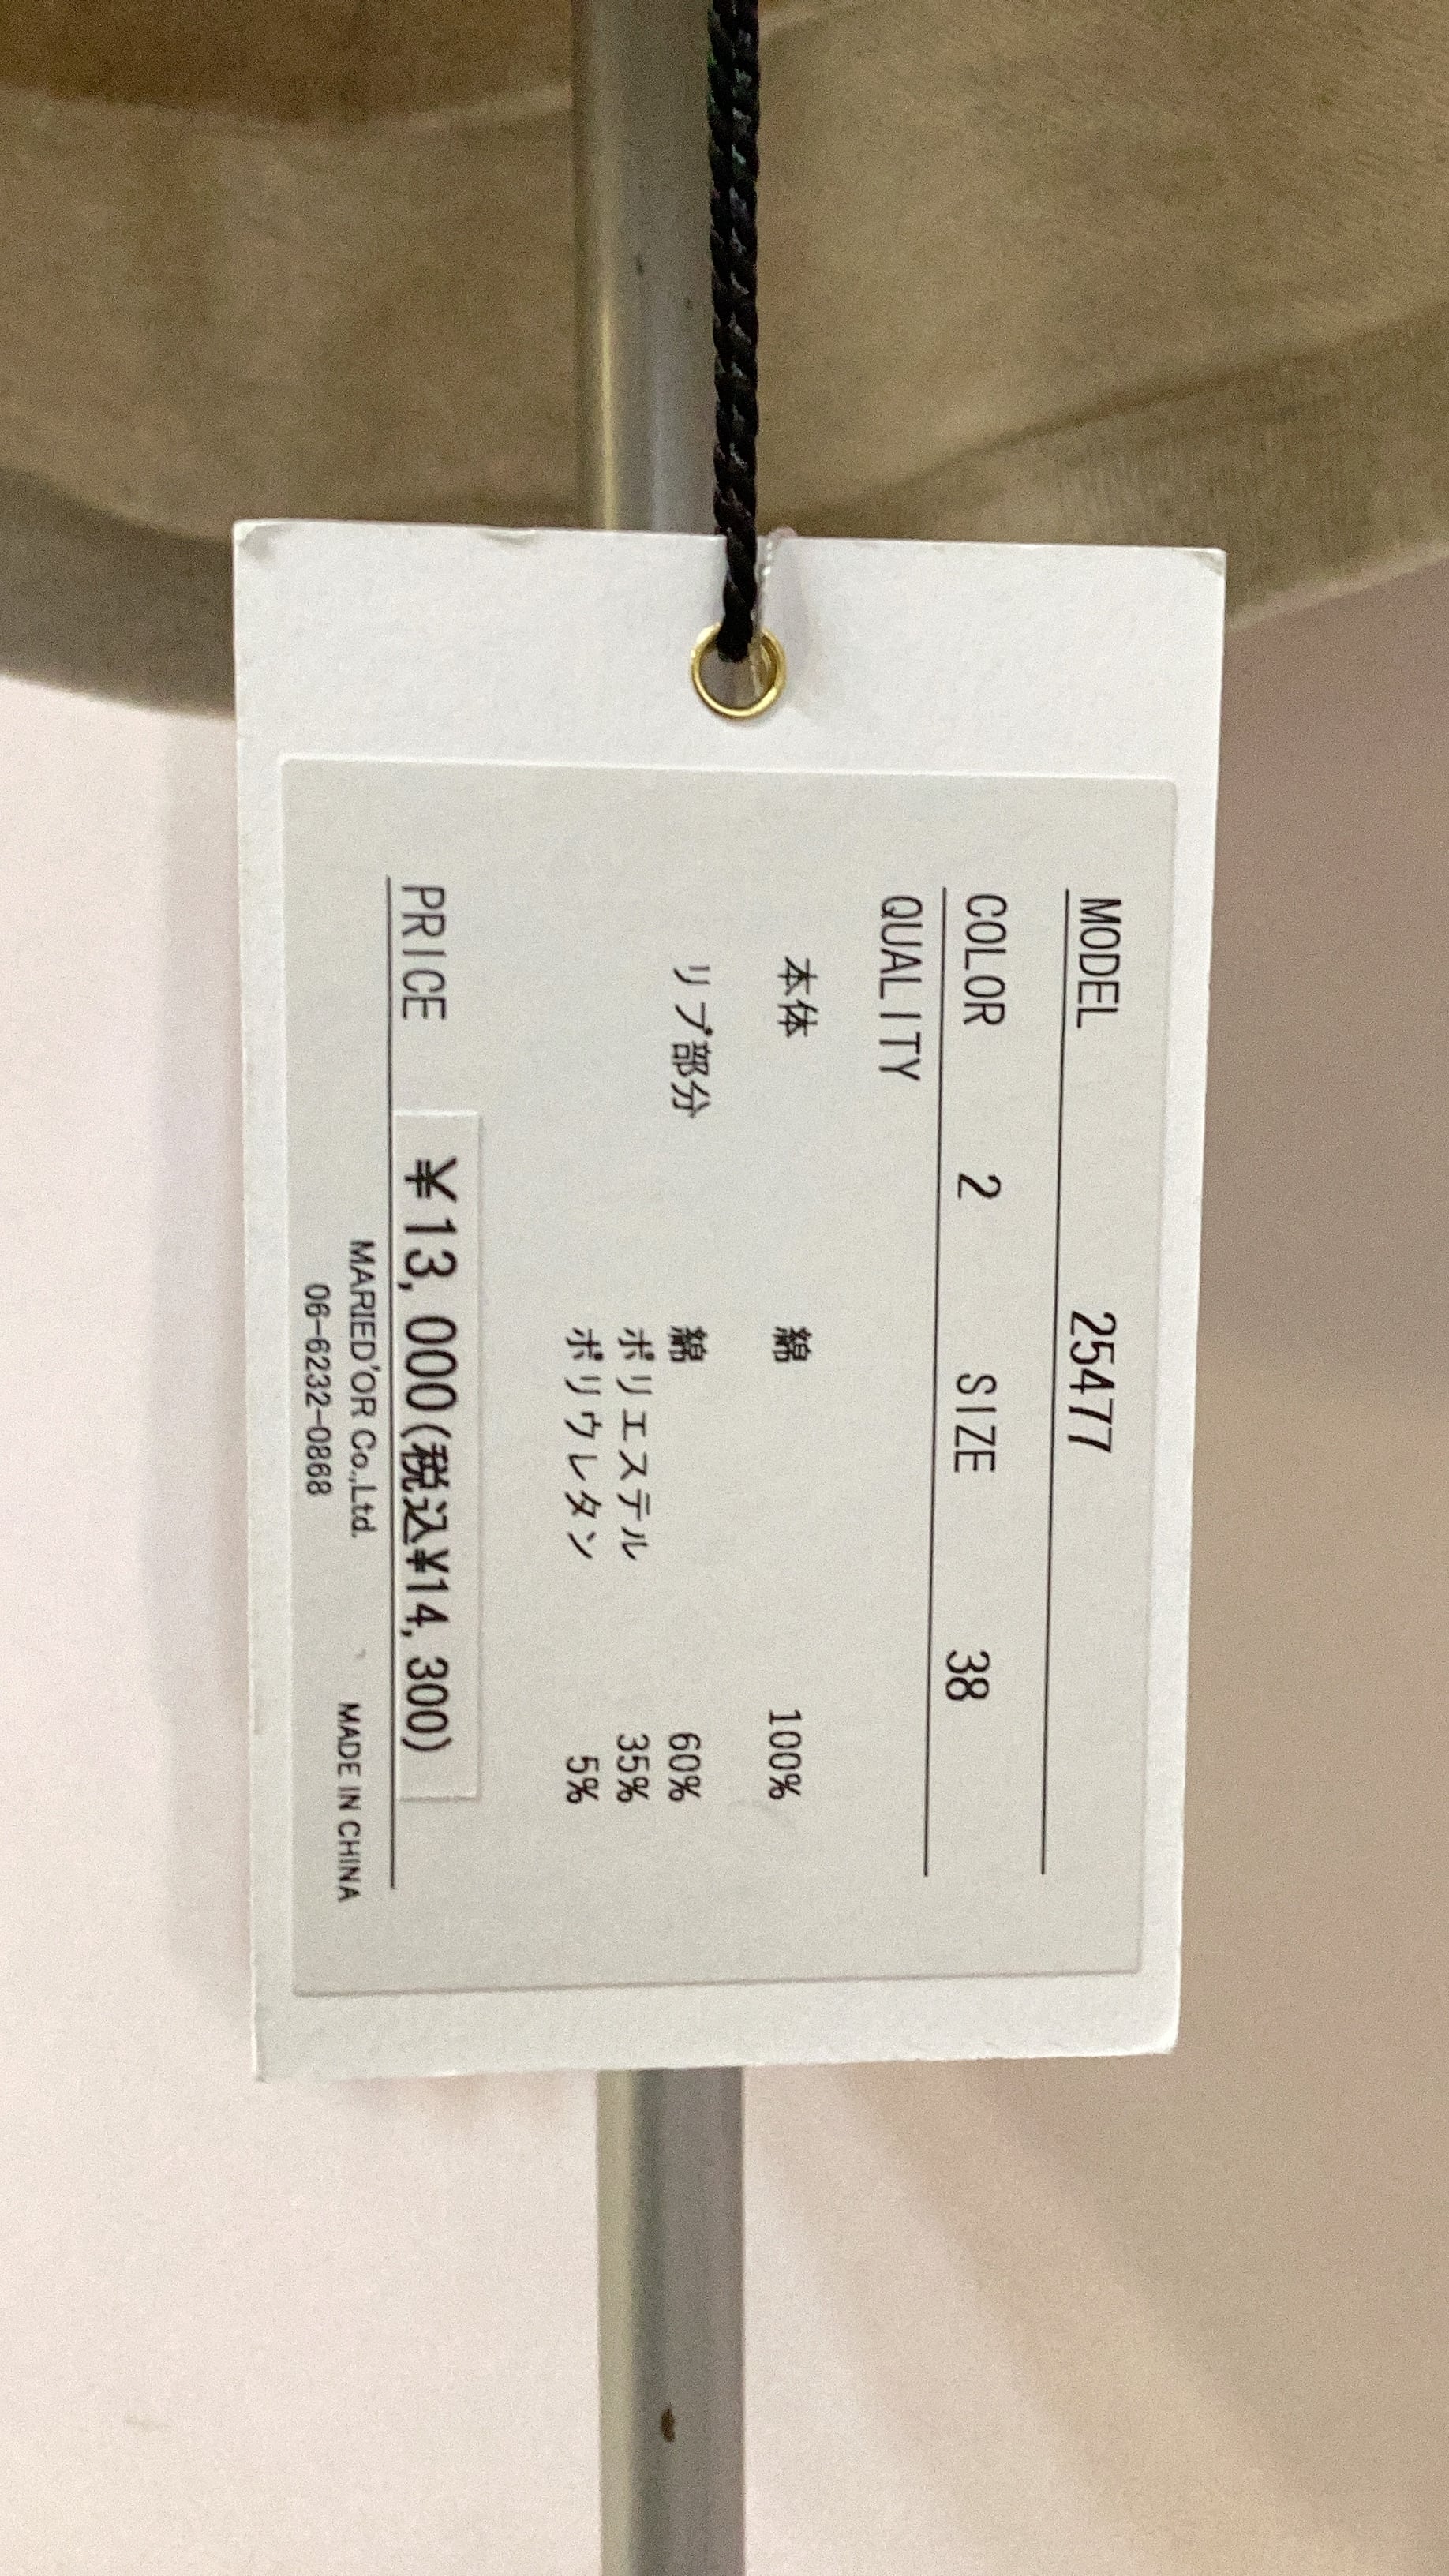 MODEL 25477
COLOR 2 SIZE 38
QUALITY
本体 綿 100%
リブ部分 綿 60%
ポリエステル 35%
ポリウレタン 5%
PRICE ¥13,000(税込¥14,300)
MARIED'OR Co.,Ltd. MADE IN CHINA
06-6232-0868